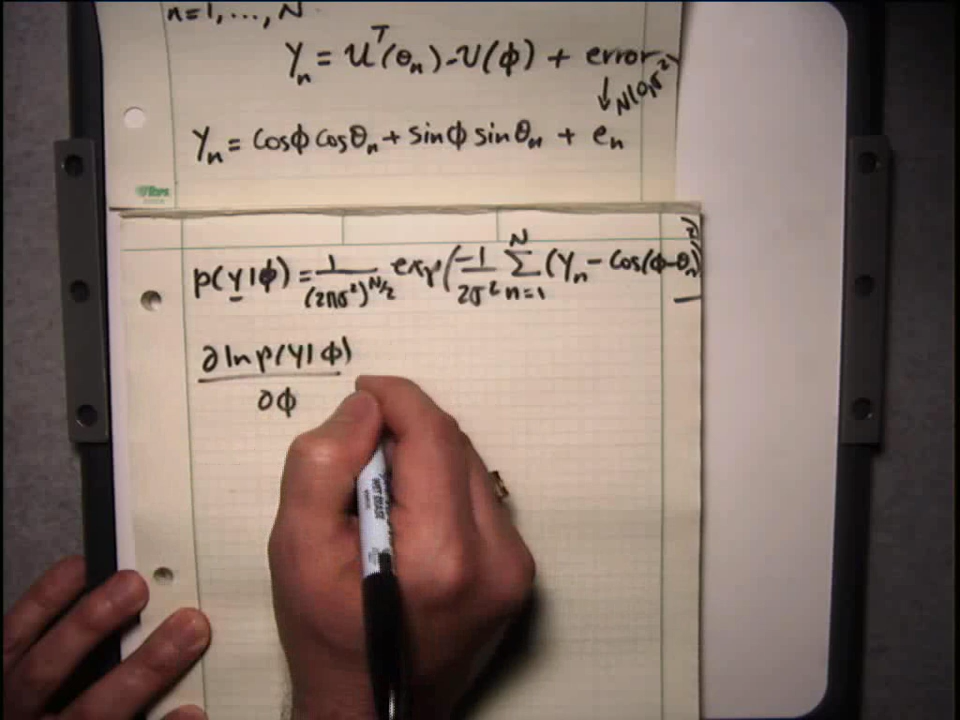 n=1, ..., N
Yₙ = uᵀ(θₙ) - U(φ) + error
↓ N(0,σ²)
Yₙ = cosφ cosθₙ + sinφ sinθₙ + eₙ
p(y|φ) = 1/(2πσ²)^(N/2) exp(-1/(2σ²) Σ_{n=1}^{N} (Yₙ - cos(φ-θₙ)
∂ ln p(Y|φ)
∂φ